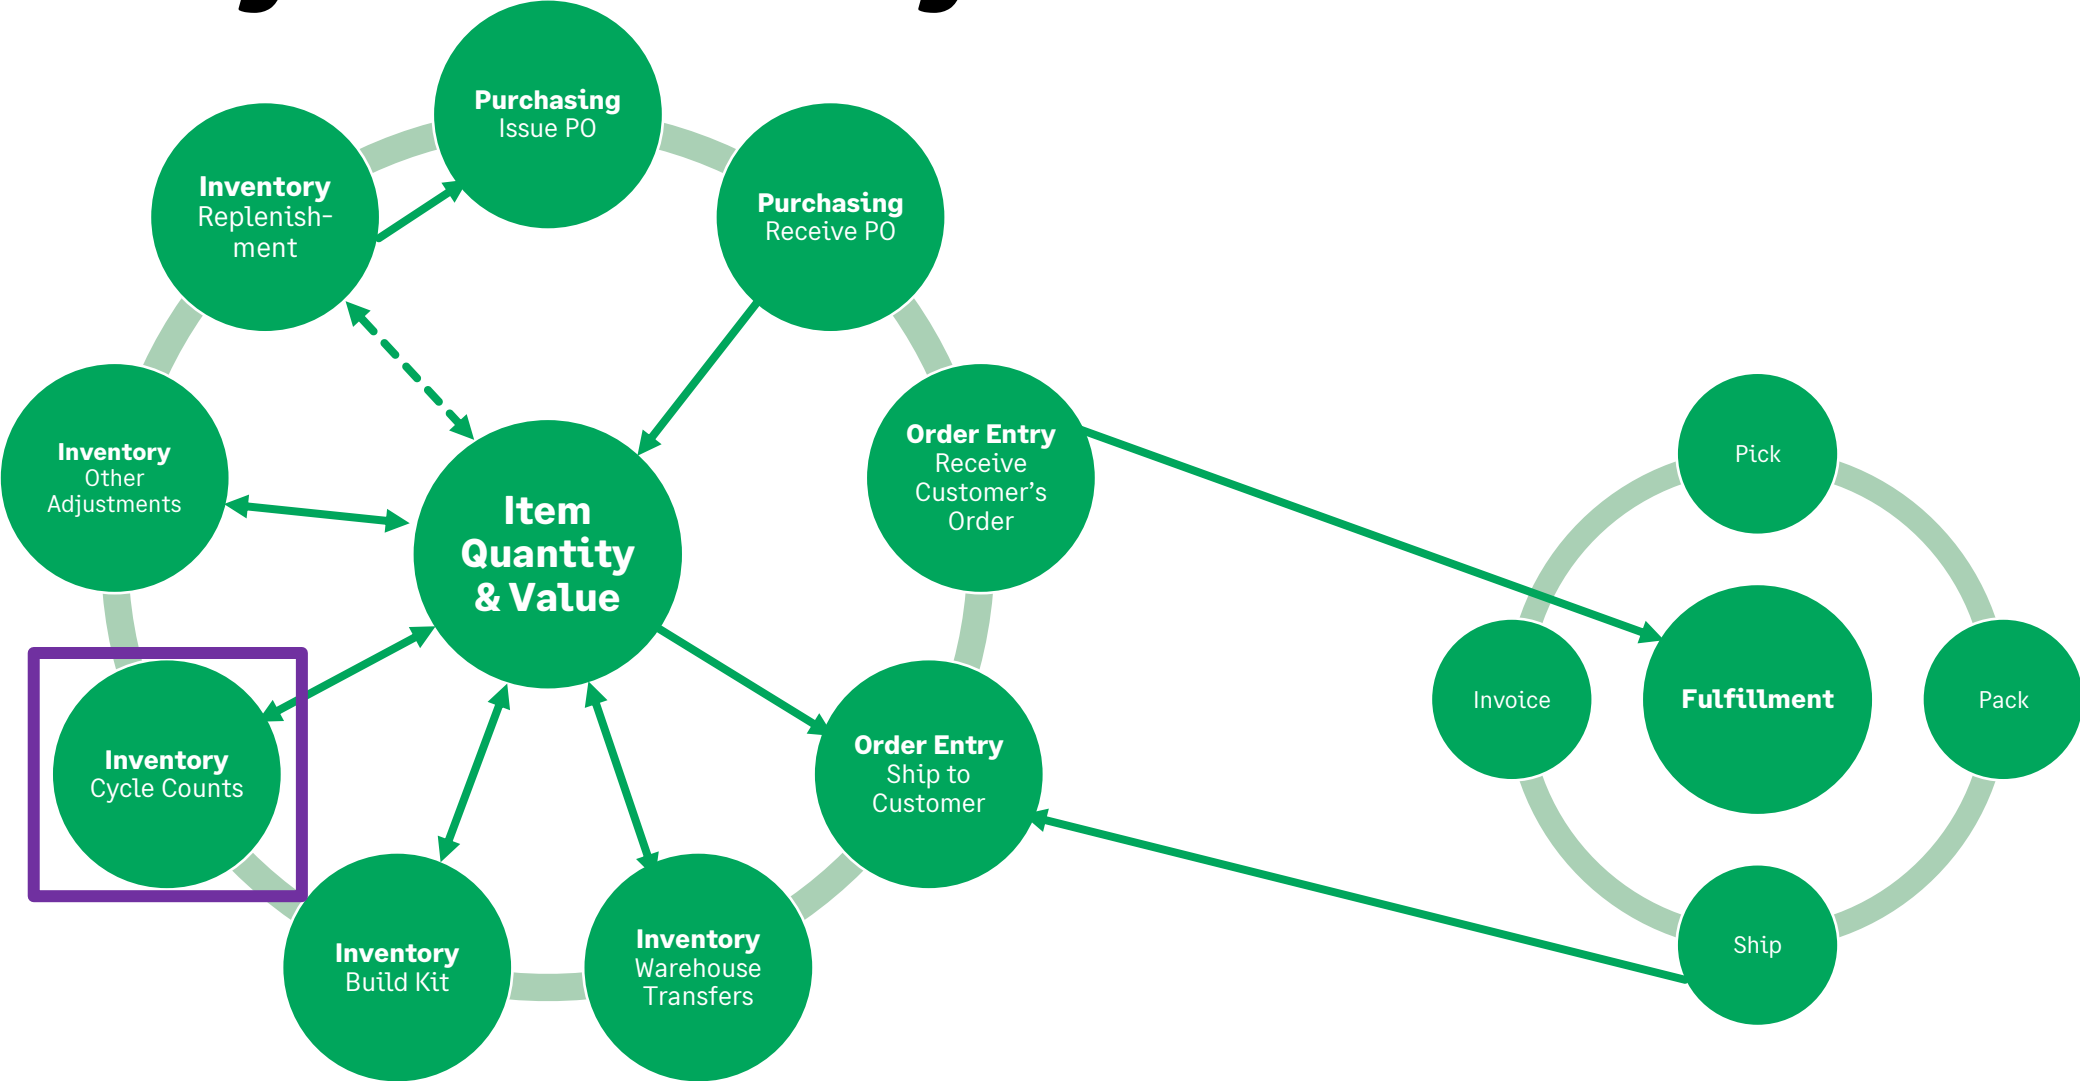 Purchasing
Issue PO
Purchasing
Receive PO
Order Entry
Receive
Customer’s
Order
Order Entry
Ship to
Customer
Inventory
Warehouse
Transfers
Inventory
Build Kit
Inventory
Cycle Counts
Inventory
Other
Adjustments
Inventory
Replenish-
ment
Item
Quantity
& Value
Pick
Pack
Ship
Invoice
Fulfillment